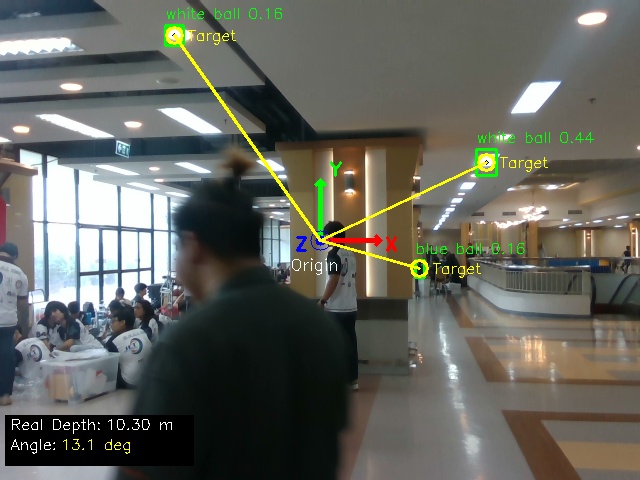 white ball 0.16
Target
white ball 0.44
Target
Y
Z
X
blue ball 0.16
Origin
Target
Real Depth: 10.30 m
Angle: 13.1 deg